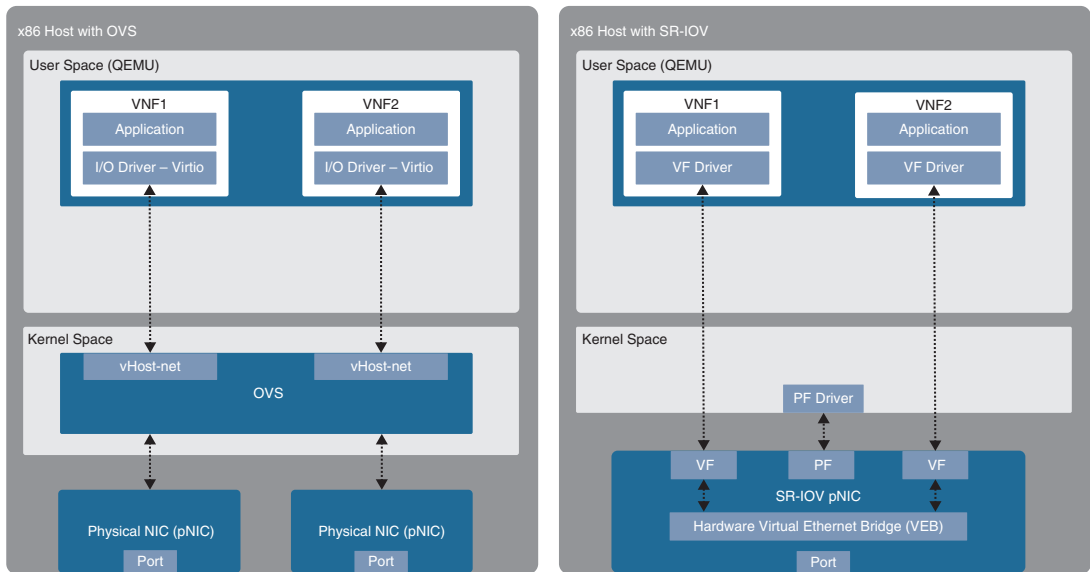 x86 Host with OVS
User Space (QEMU)
VNF1
Application
I/O Driver – Virtio
VNF2
Application
I/O Driver – Virtio
Kernel Space
vHost-net
vHost-net
OVS
Physical NIC (pNIC)
Port
Physical NIC (pNIC)
Port
x86 Host with SR-IOV
User Space (QEMU)
VNF1
Application
VF Driver
VNF2
Application
VF Driver
Kernel Space
PF Driver
VF
PF
VF
SR-IOV pNIC
Hardware Virtual Ethernet Bridge (VEB)
Port